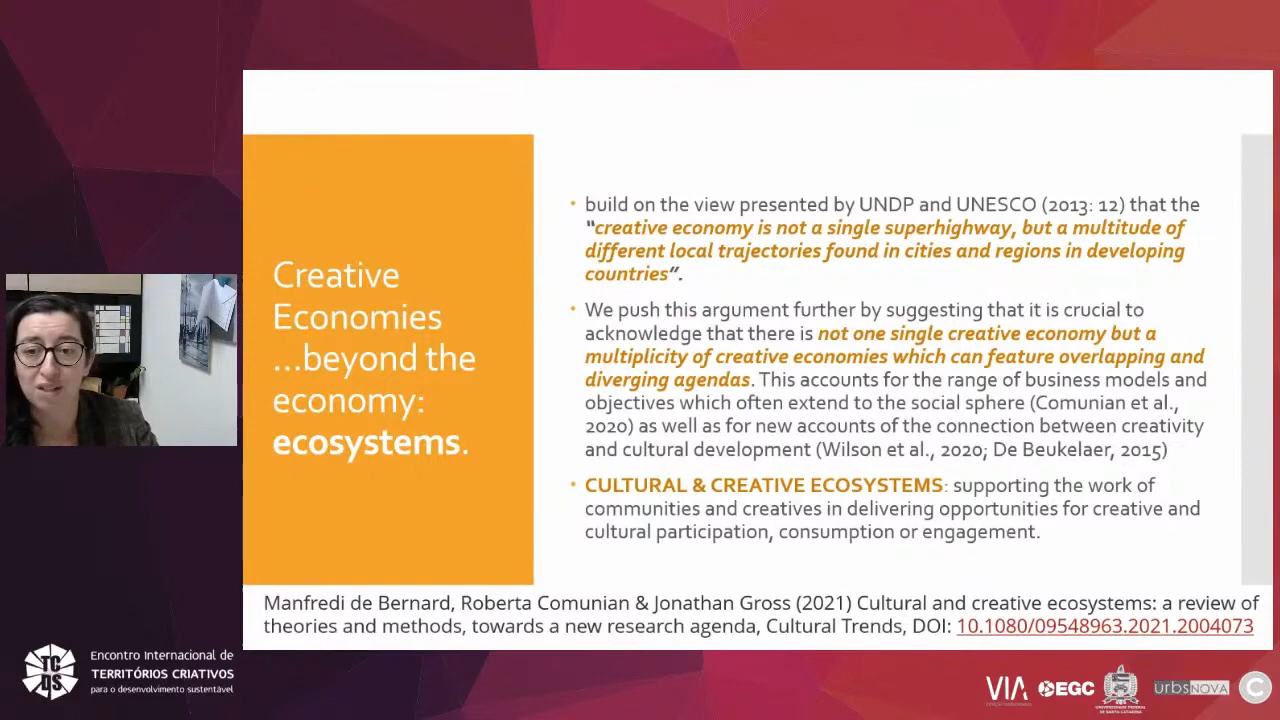 Creative
Economies
...beyond the
economy:
ecosystems.
build on the view presented by UNDP and UNESCO (2013: 12) that the
“creative economy is not a single superhighway, but a multitude of
different local trajectories found in cities and regions in developing
countries”.
We push this argument further by suggesting that it is crucial to
acknowledge that there is not one single creative economy but a
multiplicity of creative economies which can feature overlapping and
diverging agendas. This accounts for the range of business models and
objectives which often extend to the social sphere (Comunian et al.,
2020) as well as for new accounts of the connection between creativity
and cultural development (Wilson et al., 2020; De Beukelaer, 2015)
CULTURAL & CREATIVE ECOSYSTEMS: supporting the work of
communities and creatives in delivering opportunities for creative and
cultural participation, consumption or engagement.
Manfredi de Bernard, Roberta Comunian & Jonathan Gross (2021) Cultural and creative ecosystems: a review of
theories and methods, towards a new research agenda, Cultural Trends, DOI: 10.1080/09548963.2021.2004073
TC
DS
Encontro Internacional de
TERRITÓRIOS CRIATIVOS
para o desenvolvimento sustentável
VIA
EGC
UNIVERSIDADE FEDERAL
DE SANTA CATARINA
urbsNOVA
C